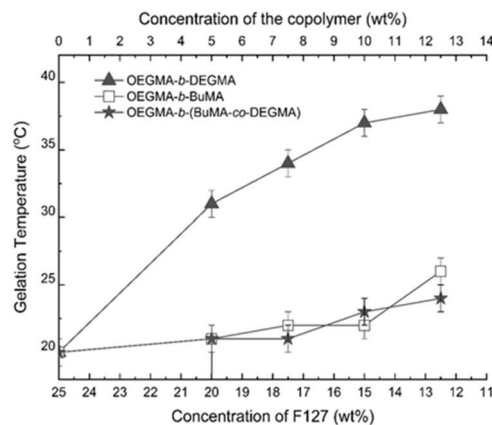 Concentration of the copolymer (wt%)
0 1 2 3 4 5 6 7 8 9 10 11 12 13 14
OEGMA-b-DEGMA
OEGMA-b-BuMA
OEGMA-b-(BuMA-co-DEGMA)
40
35
30
25
20
Gelation Temperature (°C)
25 24 23 22 21 20 19 18 17 16 15 14 13 12 11
Concentration of F127 (wt%)